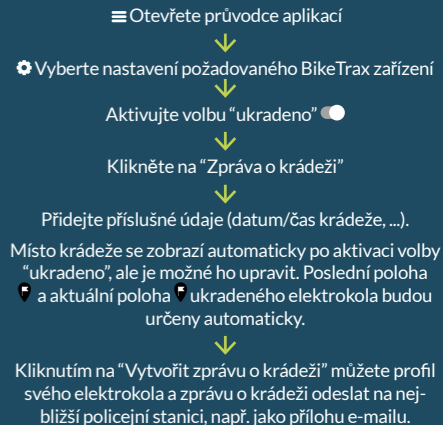 Otevřete průvodce aplikací
Vyberte nastavení požadovaného BikeTrax zařízení
Aktivujte volbu “ukradeno”
Klikněte na “Zpráva o krádeži”
Přidejte příslušné údaje (datum/čas krádeže, ...).
Místo krádeže se zobrazí automaticky po aktivaci volby
“ukradeno”, ale je možné ho upravit. Poslední poloha
a aktuální poloha ukradeného elektrokola budou
určeny automaticky.
Kliknutím na “Vytvořit zprávu o krádeži” můžete profil
svého elektrokola a zprávu o krádeži odeslat na nej-
bližší policejní stanici, např. jako přílohu e-mailu.